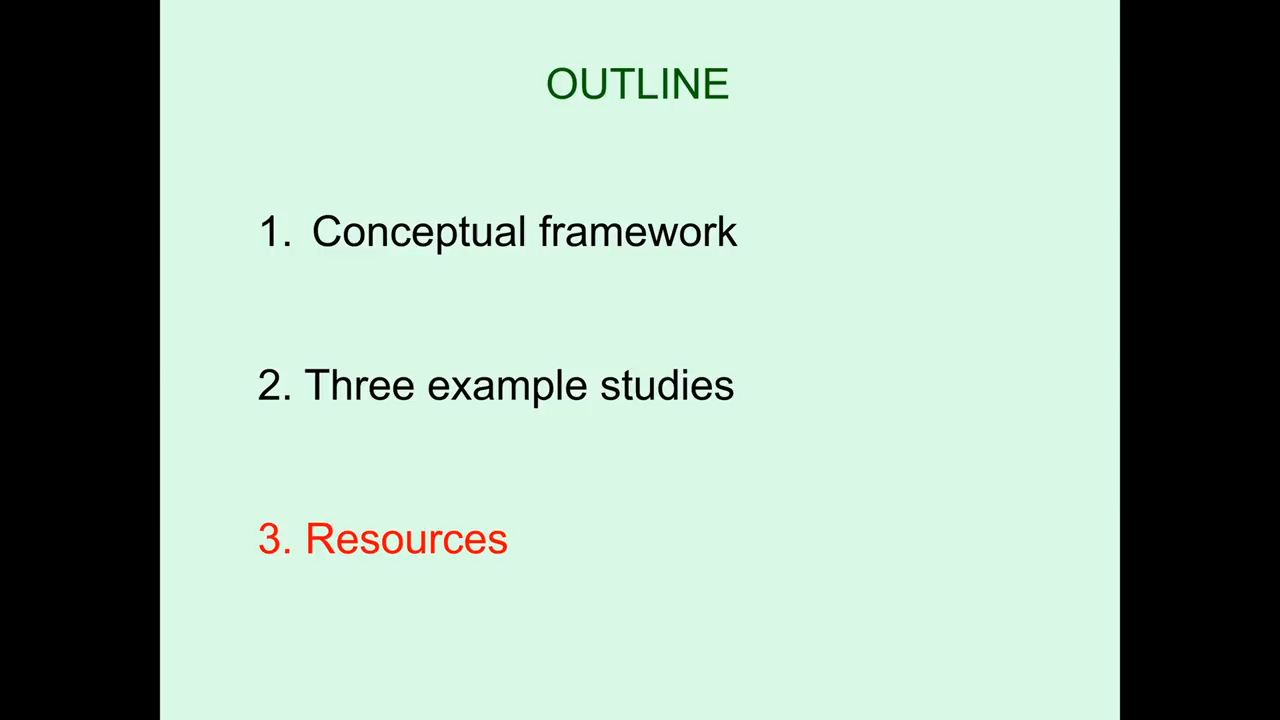 OUTLINE
1. Conceptual framework
2. Three example studies
3. Resources